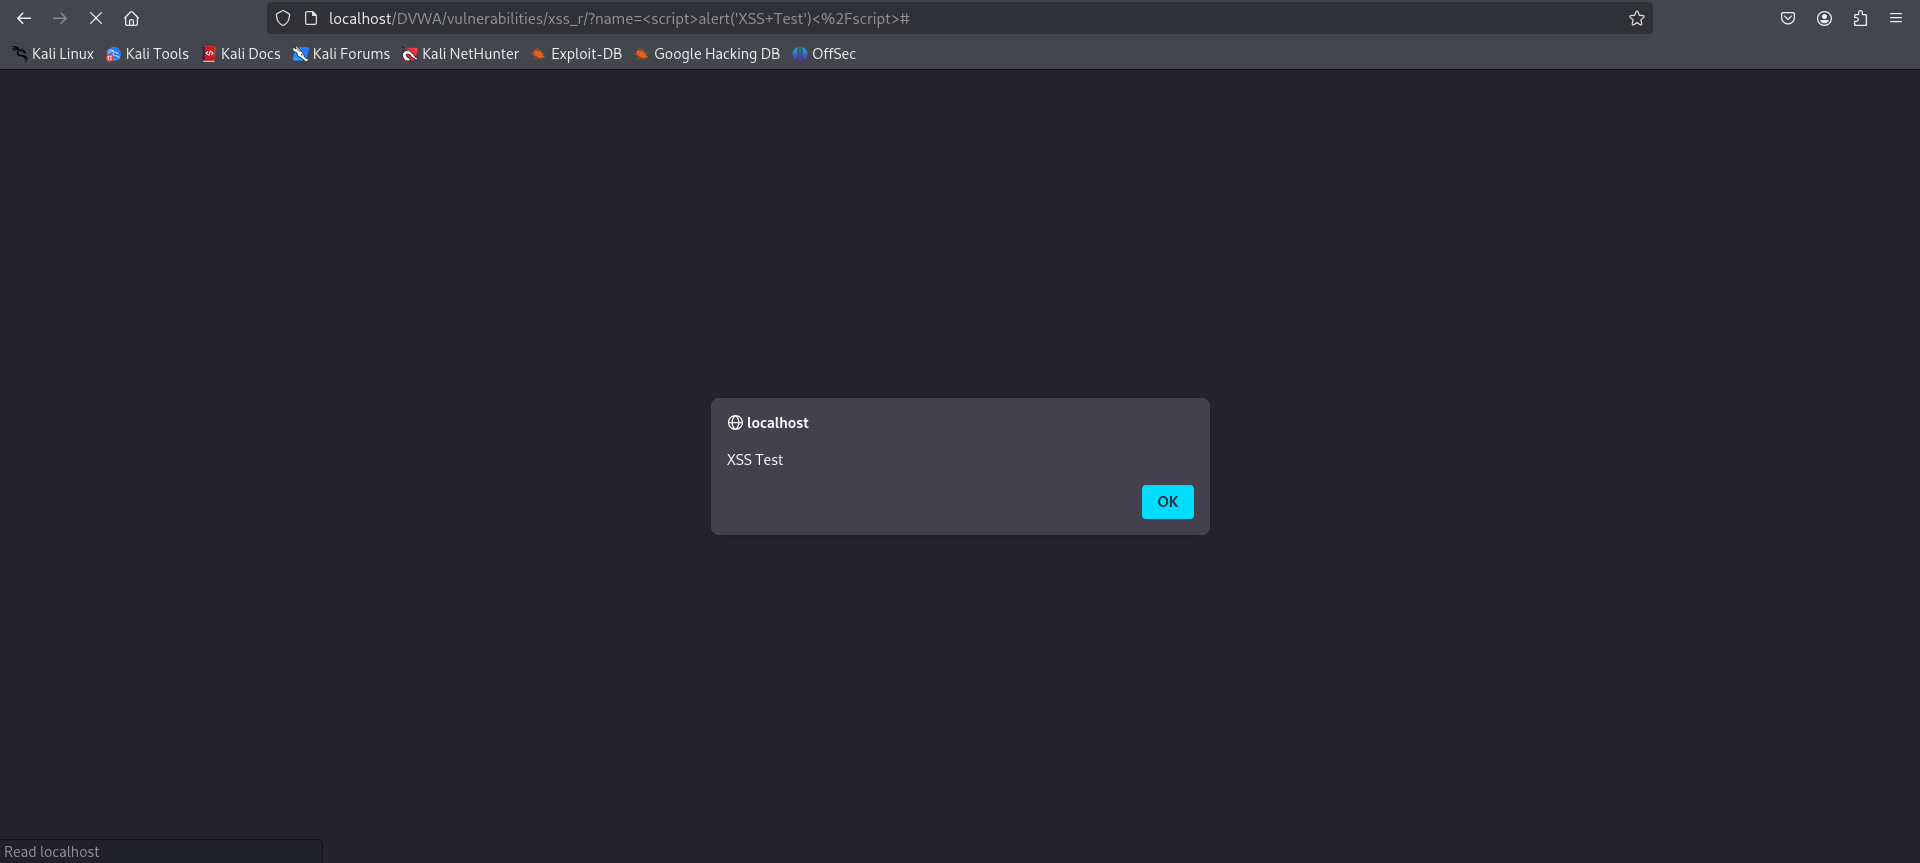 localhost/DVWA/vulnerabilities/xss_r/?name=<script>alert('XSS+Test')<%2Fscript>#
Kali Linux Kali Tools Kali Docs Kali Forums Kali NetHunter Exploit-DB Google Hacking DB OffSec
localhost
XSS Test
OK
Read localhost